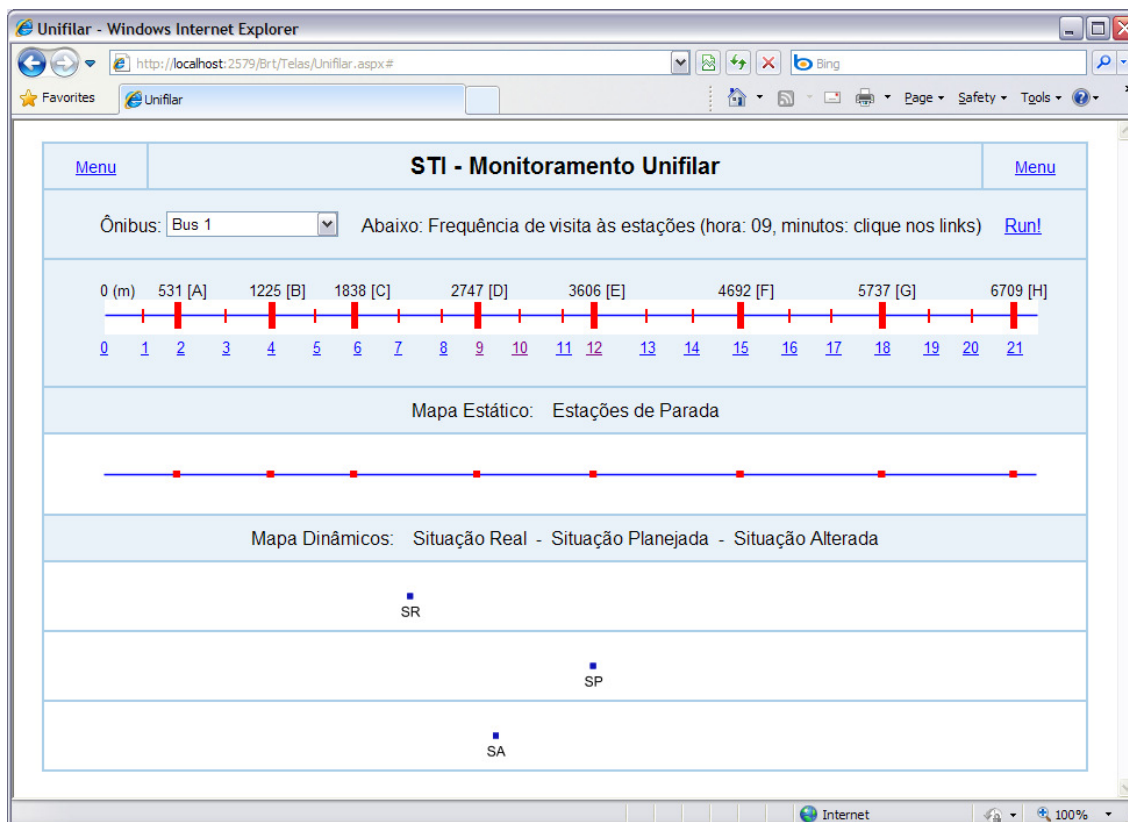 Unifilar - Windows Internet Explorer
http://localhost:2579/Brt/Telas/Unifilar.aspx#
Bing
Favorites
Unifilar
Page
Safety
Tools
Menu
STI - Monitoramento Unifilar
Menu
Ônibus: Bus 1
Abaixo: Frequência de visita às estações (hora: 09, minutos: clique nos links)
Run!
0 (m) 531 [A] 1225 [B] 1838 [C] 2747 [D] 3606 [E] 4692 [F] 5737 [G] 6709 [H]
0 1 2 3 4 5 6 7 8 9 10 11 12 13 14 15 16 17 18 19 20 21
Mapa Estático: Estações de Parada
Mapa Dinâmicos: Situação Real - Situação Planejada - Situação Alterada
SR
SP
SA
Internet
100%